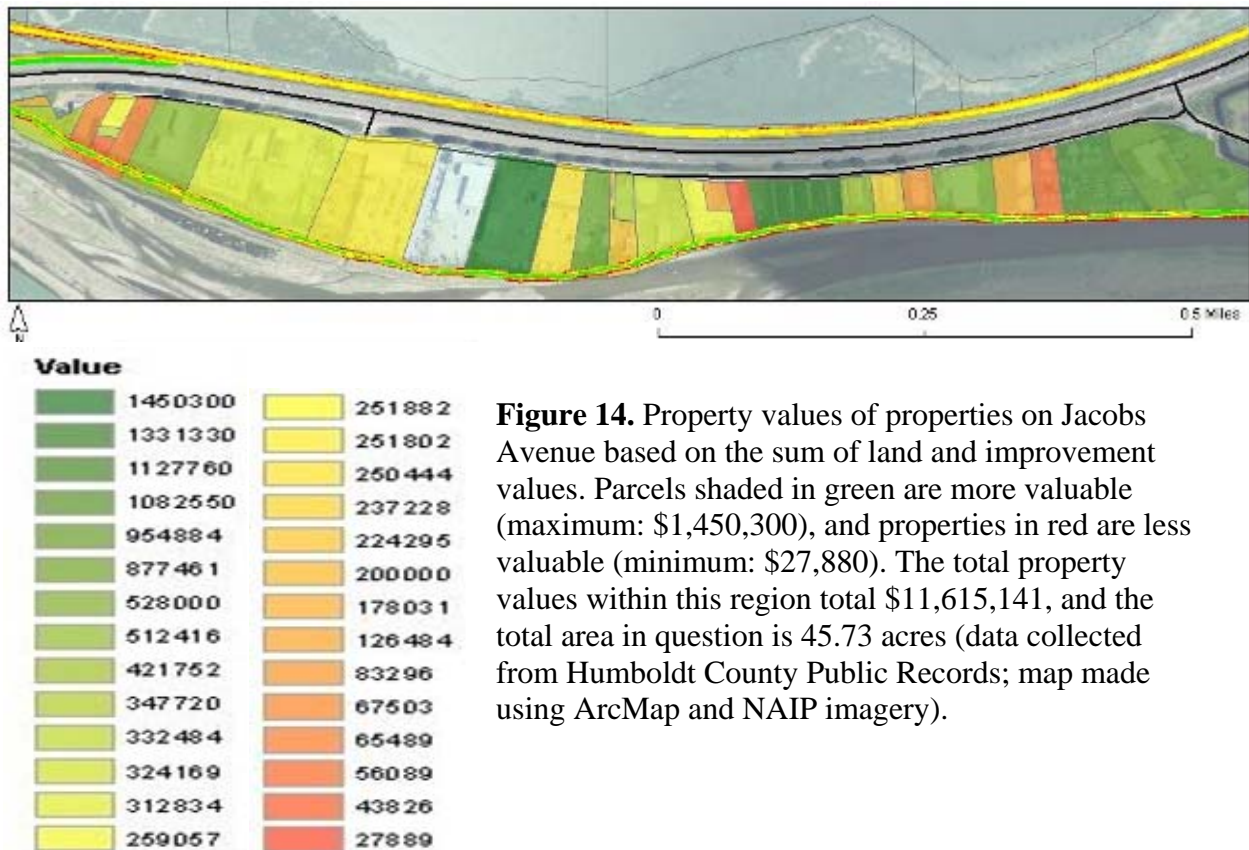 N
0 0.25 0.5 Miles
Value
1450300
1331330
1127760
1082550
954884
877461
528000
512416
421752
347720
332484
324169
312834
259057
251882
251802
250444
237228
224295
200000
178031
126484
83296
67503
65489
56089
43826
27889
Figure 14. Property values of properties on Jacobs
Avenue based on the sum of land and improvement
values. Parcels shaded in green are more valuable
(maximum: $1,450,300), and properties in red are less
valuable (minimum: $27,880). The total property
values within this region total $11,615,141, and the
total area in question is 45.73 acres (data collected
from Humboldt County Public Records; map made
using ArcMap and NAIP imagery).